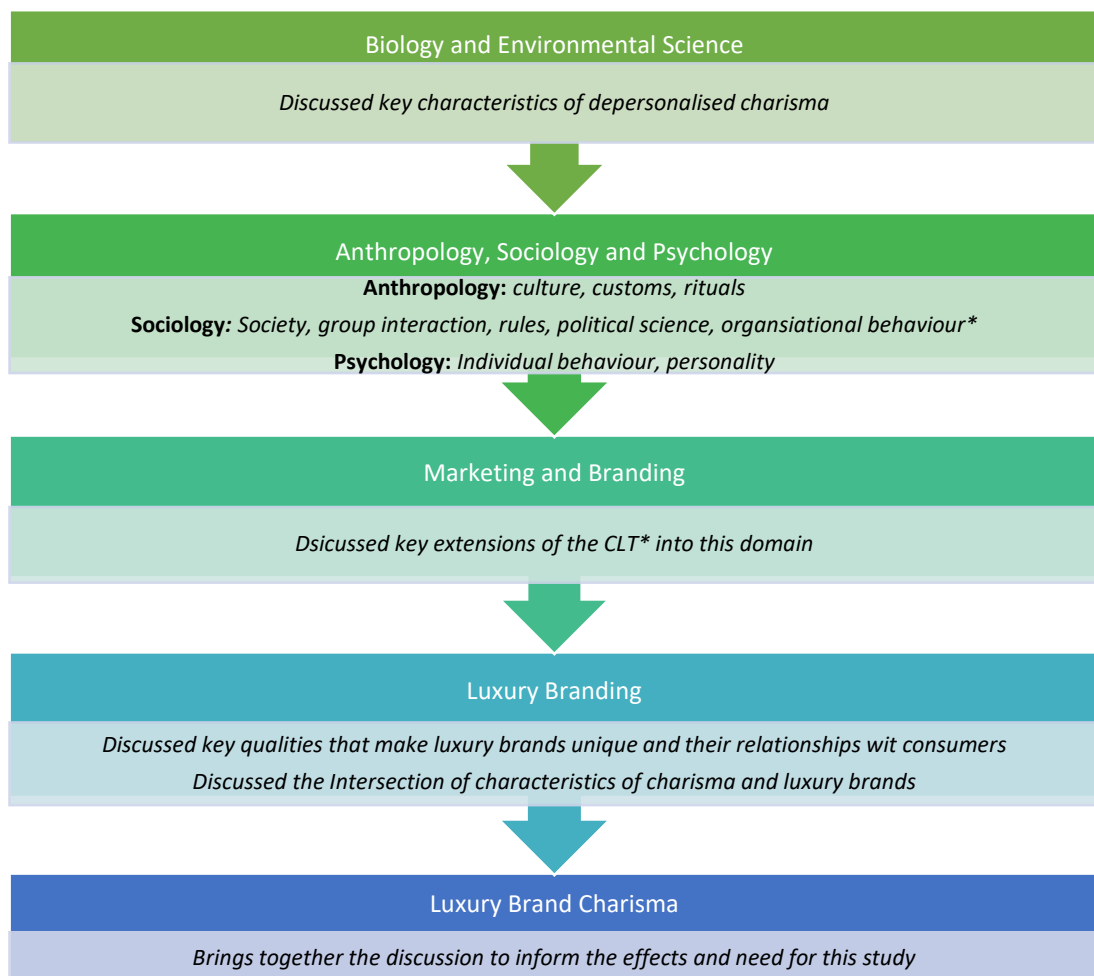 Biology and Environmental Science
Discussed key characteristics of depersonalised charisma
Anthropology, Sociology and Psychology
Anthropology: culture, customs, rituals
Sociology: Society, group interaction, rules, political science, organsiational behaviour*
Psychology: Individual behaviour, personality
Marketing and Branding
Dsicussed key extensions of the CLT* into this domain
Luxury Branding
Discussed key qualities that make luxury brands unique and their relationships wit consumers
Discussed the Intersection of characteristics of charisma and luxury brands
Luxury Brand Charisma
Brings together the discussion to inform the effects and need for this study